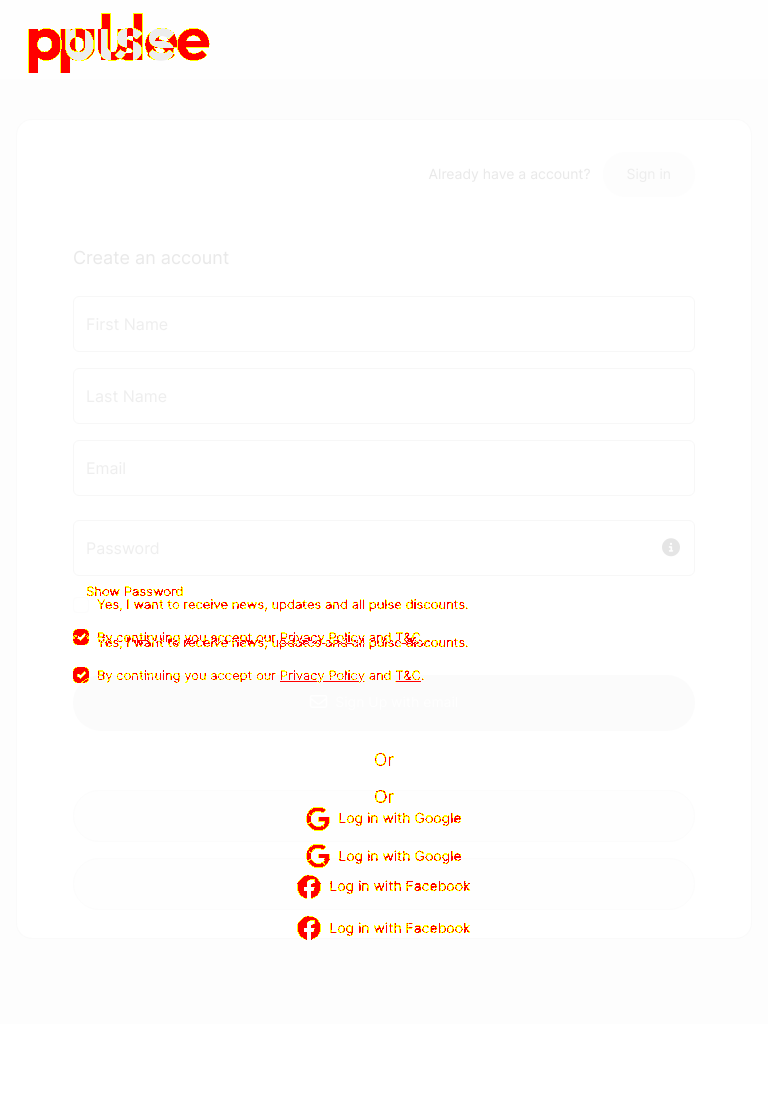 pulse
Already have a account?
Sign in
Create an account
First Name
Last Name
Email
Password
Show Password
Yes, I want to receive news, updates and all pulse discounts.
By continuing you accept our Privacy Policy and T&C.
Yes, I want to receive news, updates and all pulse discounts.
By continuing you accept our Privacy Policy and T&C.
Or
Or
Log in with Google
Log in with Google
Log in with Facebook
Log in with Facebook